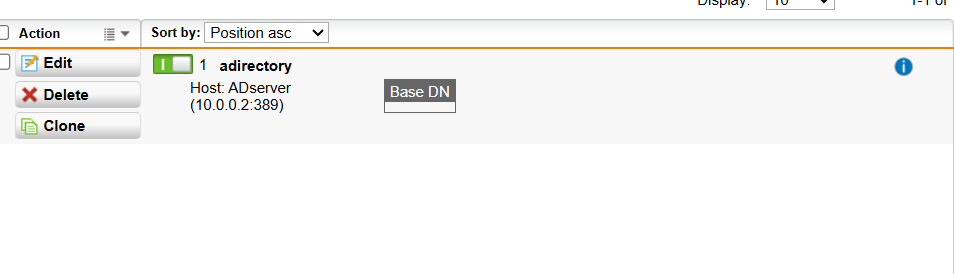 Display: 10 1-1 of
Action Sort by: Position asc
Edit 1 adirectory
Host: ADserver
(10.0.0.2:389)
Base DN
Delete
Clone